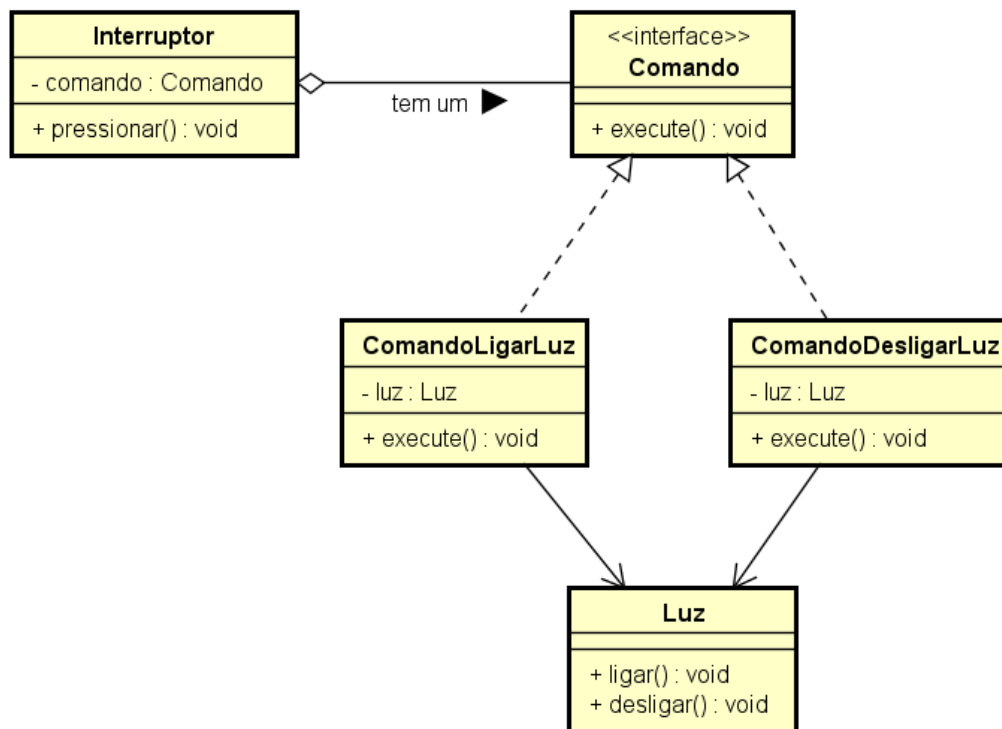 Interruptor
- comando : Comando
+ pressionar() : void
tem um
<<interface>>
Comando
+ execute() : void
ComandoLigarLuz
- luz : Luz
+ execute() : void
ComandoDesligarLuz
- luz : Luz
+ execute() : void
Luz
+ ligar() : void
+ desligar() : void